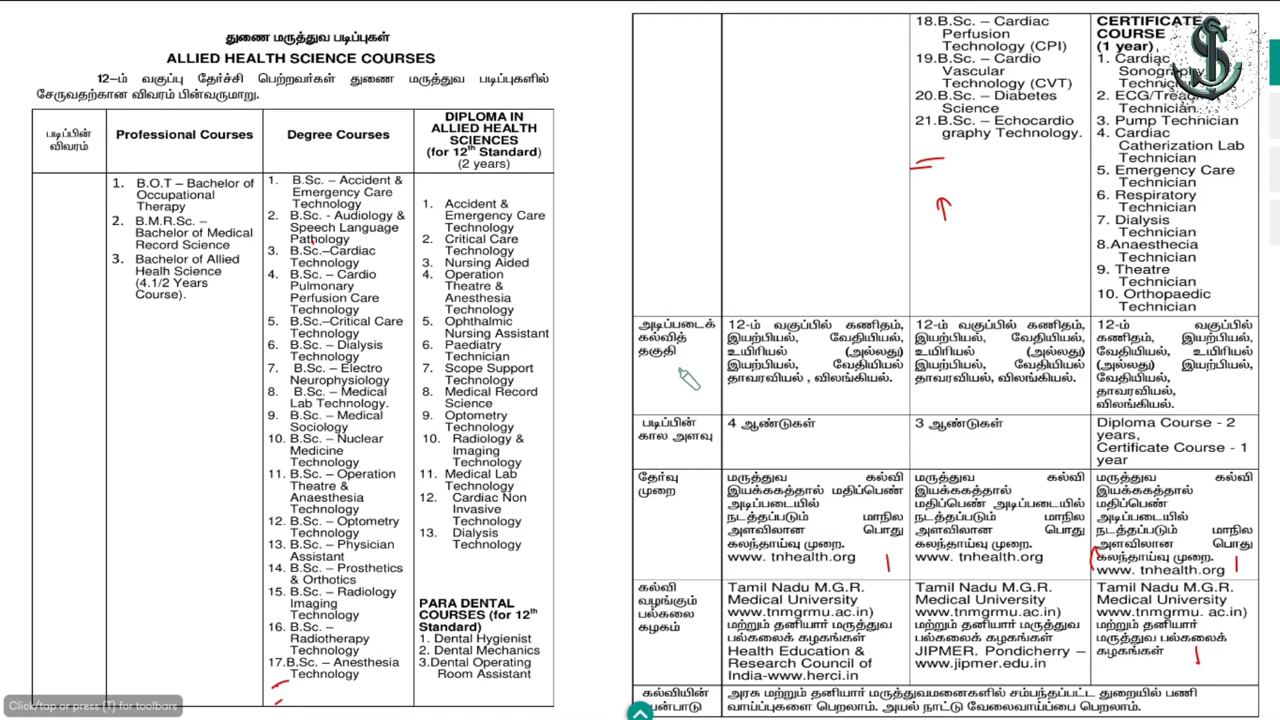 துணை மருத்துவ படிப்புகள்
ALLIED HEALTH SCIENCE COURSES
12–ம் வகுப்பு தேர்ச்சி பெற்றவர்கள் துணை மருத்துவ படிப்புகளில்
சேருவதற்கான விவரம் பின்வருமாறு.
படிப்பின்
விவரம்
Professional Courses
Degree Courses
DIPLOMA IN
ALLIED HEALTH
SCIENCES
(for 12th Standard)
(2 years)
1. B.O.T – Bachelor of
Occupational
Therapy
2. B.M.R.Sc. –
Bachelor of Medical
Record Science
3. Bachelor of Allied
Healh Science
(4.1/2 Years
Course).
1. B.Sc. – Accident &
Emergency Care
Technology
2. B.Sc. - Audiology &
Speech Language
Pathology
3. B.Sc.–Cardiac
Technology
4. B.Sc. – Cardio
Pulmonary
Perfusion Care
Technology
5. B.Sc.–Critical Care
Technology
6. B.Sc. – Dialysis
Technology
7. B.Sc. – Electro
Neurophysiology
8. B.Sc. – Medical
Lab Technology.
9. B.Sc. – Medical
Sociology
10. B.Sc. – Nuclear
Medicine
Technology
11. B.Sc. – Operation
Theatre &
Anaesthesia
Technology
12. B.Sc. – Optometry
Technology
13. B.Sc. – Physician
Assistant
14. B.Sc. – Prosthetics
& Orthotics
15. B.Sc. – Radiology
Imaging
Technology
16. B.Sc. –
Radiotherapy
Technology
17.B.Sc. – Anesthesia
Technology
1. Accident &
Emergency Care
Technology
2. Critical Care
Technology
3. Nursing Aided
4. Operation
Theatre &
Anesthesia
Technology
5. Ophthalmic
Nursing Assistant
6. Paediatry
Technician
7. Scope Support
Technology
8. Medical Record
Science
9. Optometry
Technology
10. Radiology &
Imaging
Technology
11. Medical Lab
Technology
12. Cardiac Non
Invasive
Technology
13. Dialysis
Technology
PARA DENTAL
COURSES (for 12th
Standard)
1. Dental Hygienist
2. Dental Mechanics
3.Dental Operating
Room Assistant
18.B.Sc. – Cardiac
Perfusion
Technology (CPI)
19.B.Sc. – Cardio
Vascular
Technology (CVT)
20.B.Sc. – Diabetes
Science
21.B.Sc. – Echocardio
graphy Technology.
CERTIFICATE
COURSE
(1 year)
1. Cardiac
Sonography
Technician
2. ECG/Treadmill
Technician
3. Pump Technician
4. Cardiac
Catherization Lab
Technician
5. Emergency Care
Technician
6. Respiratory
Technician
7. Dialysis
Technician
8.Anaesthecia
Technician
9. Theatre
Technician
10. Orthopaedic
Technician
அடிப்படைக்
கல்வித்
தகுதி
12-ம் வகுப்பில் கணிதம்,
இயற்பியல், வேதியியல்,
உயிரியல் (அல்லது)
இயற்பியல், வேதியியல்
தாவரவியல் , விலங்கியல்.
12-ம் வகுப்பில் கணிதம்,
இயற்பியல், வேதியியல்,
உயிரியல் (அல்லது)
இயற்பியல், வேதியியல்
தாவரவியல், விலங்கியல்.
12-ம் வகுப்பில்
கணிதம், இயற்பியல்,
வேதியியல், உயிரியல்
(அல்லது) இயற்பியல்,
வேதியியல்,
தாவரவியல்,
விலங்கியல்.
படிப்பின்
கால அளவு
4 ஆண்டுகள்
3 ஆண்டுகள்
Diploma Course - 2
years,
Certificate Course - 1
year
தேர்வு
முறை
மருத்துவ கல்வி
இயக்ககத்தால் மதிப்பெண்
அடிப்படையில்
நடத்தப்படும் மாநில
அளவிலான பொது
கலந்தாய்வு முறை.
www. tnhealth.org
மருத்துவ கல்வி
இயக்ககத்தால்
மதிப்பெண் அடிப்படையில்
நடத்தப்படும் மாநில
அளவிலான பொது
கலந்தாய்வு முறை.
www. tnhealth.org
மருத்துவ கல்வி
இயக்ககத்தால்
மதிப்பெண்
அடிப்படையில்
நடத்தப்படும் மாநில
அளவிலான பொது
கலந்தாய்வு முறை.
www. tnhealth.org
கல்வி
வழங்கும்
பல்கலை
கழகம்
Tamil Nadu M.G.R.
Medical University
www.tnmgrmu.ac.in)
மற்றும் தனியார் மருத்துவ
பல்கலைக் கழகங்கள்
Health Education &
Research Council of
India-www.herci.in
Tamil Nadu M.G.R.
Medical University
www.tnmgrmu.ac.in)
மற்றும் தனியார் மருத்துவ
பல்கலைக் கழகங்கள்
JIPMER. Pondicherry –
www.jipmer.edu.in
Tamil Nadu M.G.R.
Medical University
www.tnmgrmu. ac.in)
மற்றும் தனியார்
மருத்துவ பல்கலைக்
கழகங்கள்
கல்வியின்
பயன்பாடு
அரசு மற்றும் தனியார் மருத்துவமனைகளில் சம்பந்தப்பட்ட துறையில் பணி
வாய்ப்புகளை பெறலாம். அயல் நாட்டு வேலைவாய்ப்பை பெறலாம்.
Click/tap or press (T) for toolbars